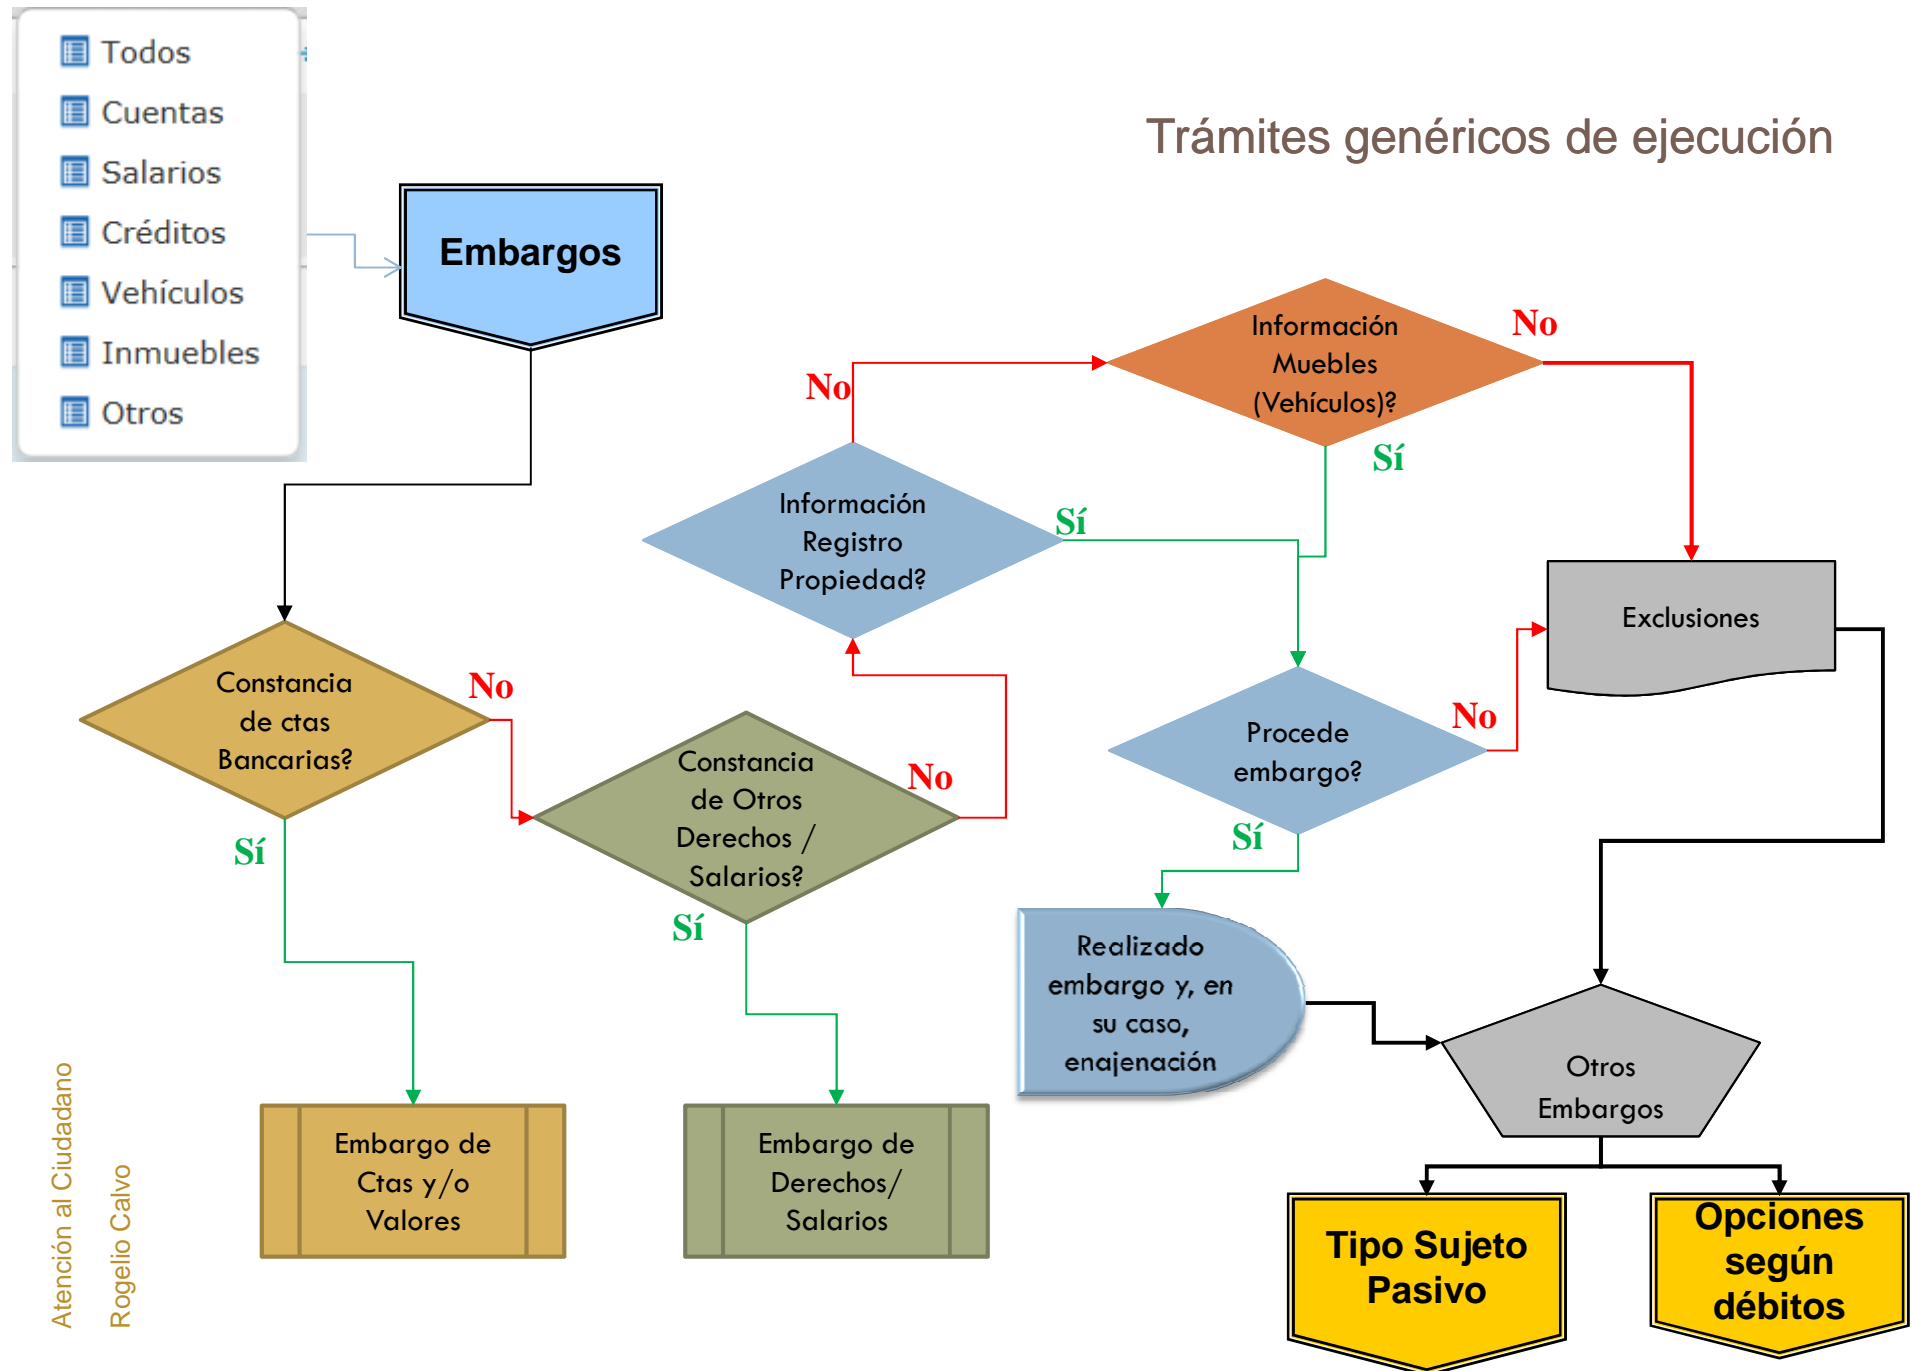 Todos
Cuentas
Salarios
Créditos
Vehículos
Inmuebles
Otros
Trámites genéricos de ejecución
Embargos
Información
Muebles
(Vehículos)?
No
No
Sí
Información
Registro
Propiedad?
Sí
Exclusiones
Constancia
de ctas
Bancarias?
No
Sí
Constancia
de Otros
Derechos /
Salarios?
No
Sí
Procede
embargo?
No
Sí
Realizado
embargo y, en
su caso,
enajenación
Otros
Embargos
Embargo de
Ctas y/o
Valores
Embargo de
Derechos/
Salarios
Tipo Sujeto
Pasivo
Opciones
según
débitos
Atención al Ciudadano
Rogelio Calvo